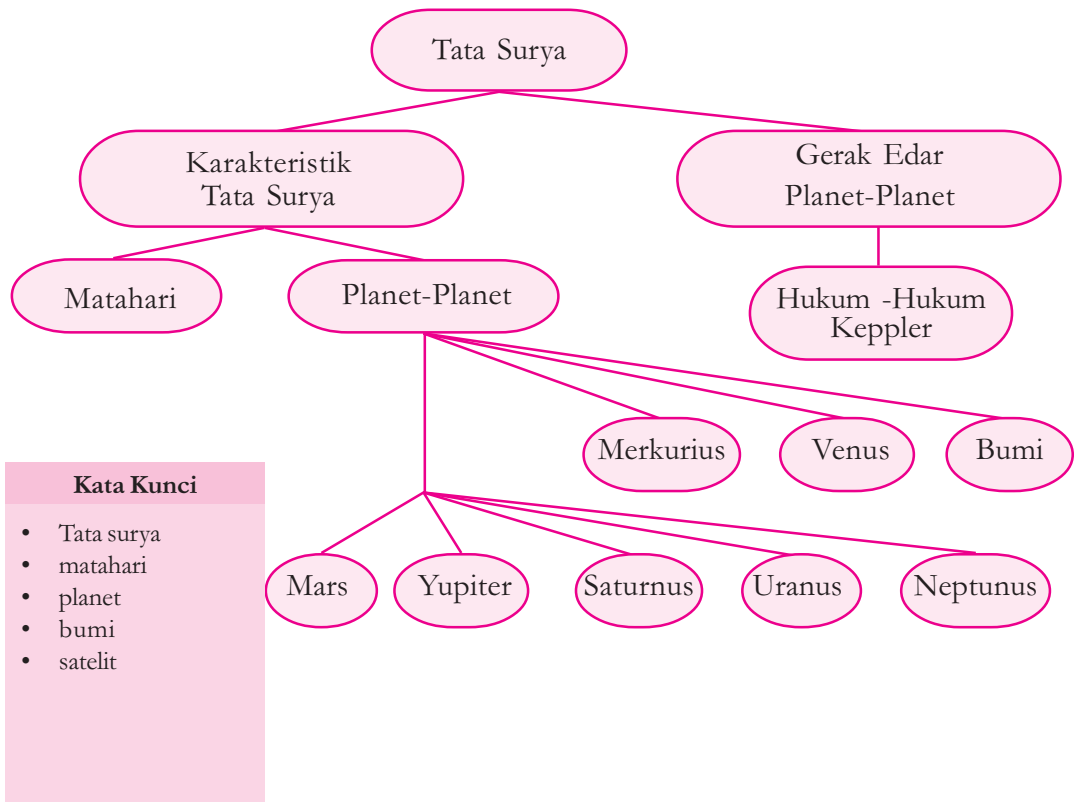 Tata Surya
Karakteristik
Tata Surya
Gerak Edar
Planet-Planet
Matahari
Planet-Planet
Hukum -Hukum
Keppler
Merkurius
Venus
Bumi
Kata Kunci
• Tata surya
• matahari
• planet
• bumi
• satelit
Mars
Yupiter
Saturnus
Uranus
Neptunus